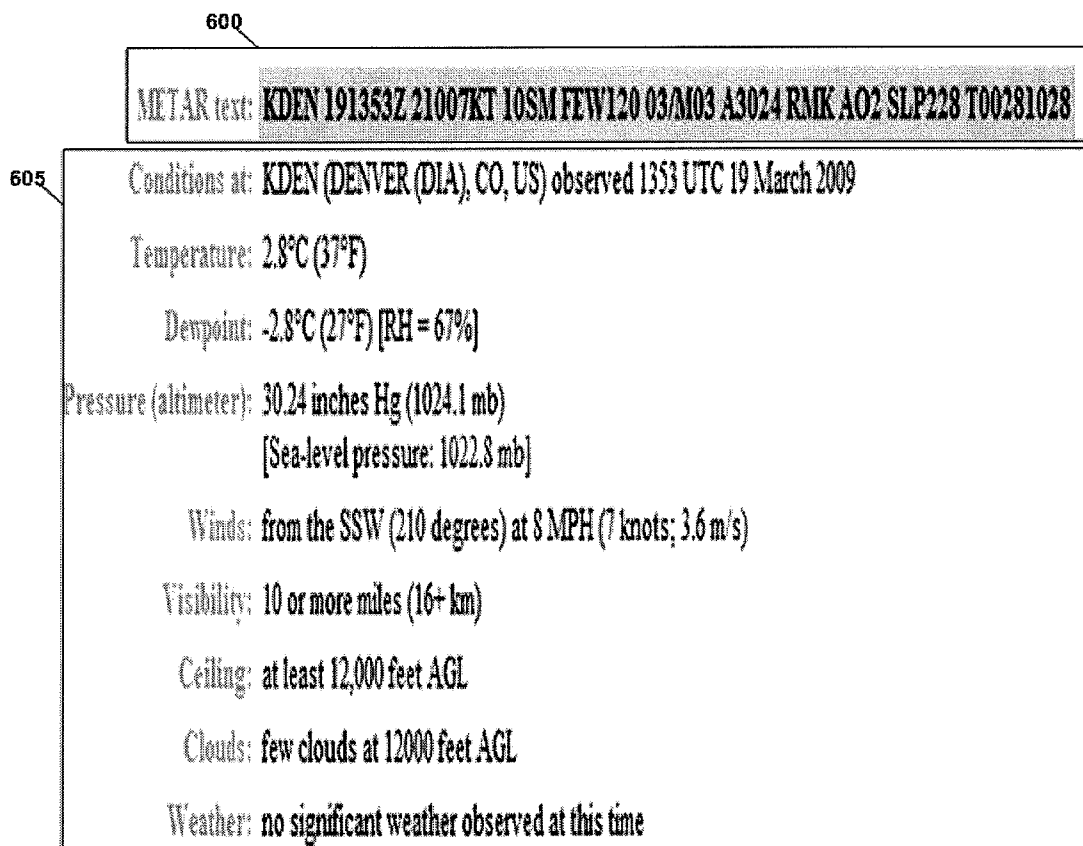 600
METAR text: KDEN 191353Z 21007KT 10SM FEW120 03/M03 A3024 RMK AO2 SLP228 T00281028
605
Conditions at: KDEN (DENVER (DIA), CO, US) observed 1353 UTC 19 March 2009
Temperature: 2.8°C (37°F)
Dewpoint: -2.8°C (27°F) [RH = 67%]
Pressure (altimeter): 30.24 inches Hg (1024.1 mb)
[Sea-level pressure: 1022.8 mb]
Winds: from the SSW (210 degrees) at 8 MPH (7 knots; 3.6 m/s)
Visibility: 10 or more miles (16+ km)
Ceiling: at least 12,000 feet AGL
Clouds: few clouds at 12000 feet AGL
Weather: no significant weather observed at this time